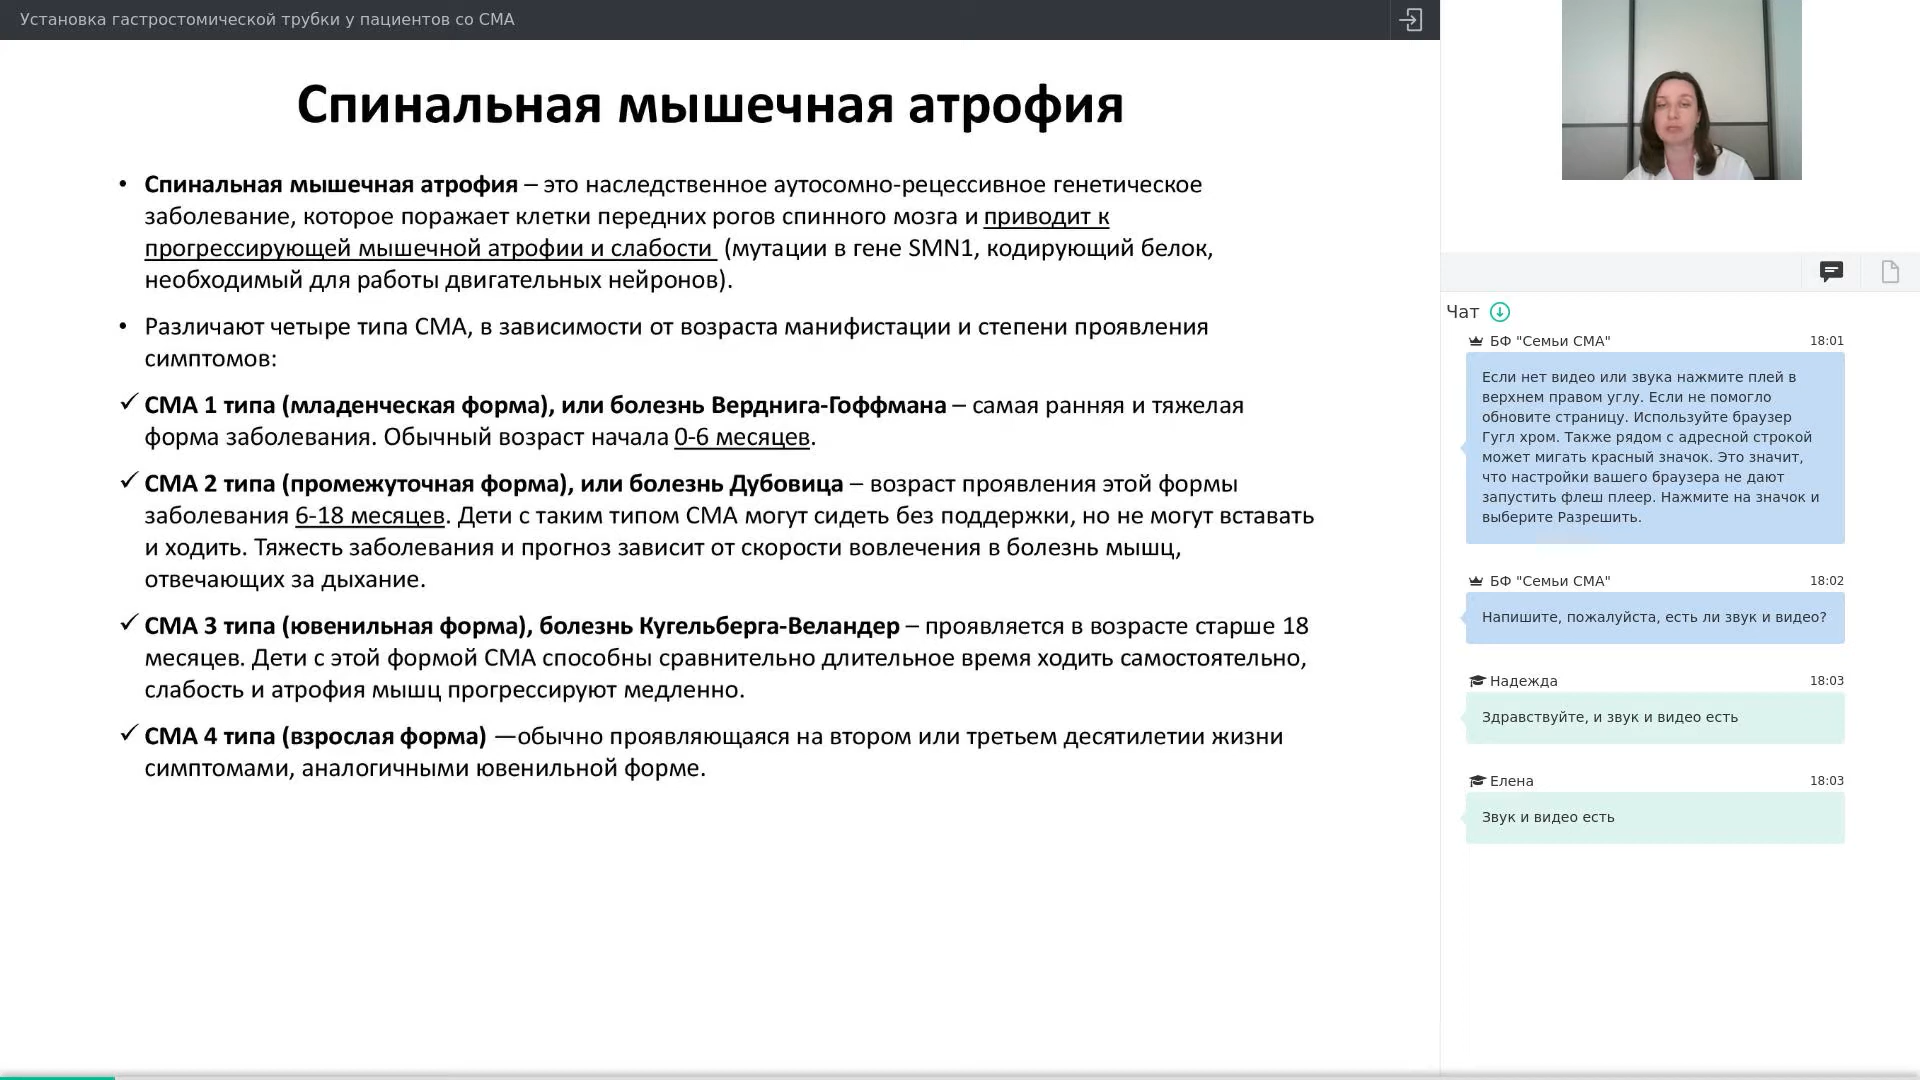 Установка гастростомической трубки у пациентов со СМА
Спинальная мышечная атрофия
• Спинальная мышечная атрофия – это наследственное аутосомно-рецессивное генетическое
заболевание, которое поражает клетки передних рогов спинного мозга и приводит к
прогрессирующей мышечной атрофии и слабости (мутации в гене SMN1, кодирующий белок,
необходимый для работы двигательных нейронов).
• Различают четыре типа СМА, в зависимости от возраста манифистации и степени проявления
симптомов:
✓ СМА 1 типа (младенческая форма), или болезнь Верднига-Гоффмана – самая ранняя и тяжелая
форма заболевания. Обычный возраст начала 0-6 месяцев.
✓ СМА 2 типа (промежуточная форма), или болезнь Дубовица – возраст проявления этой формы
заболевания 6-18 месяцев. Дети с таким типом СМА могут сидеть без поддержки, но не могут вставать
и ходить. Тяжесть заболевания и прогноз зависит от скорости вовлечения в болезнь мышц,
отвечающих за дыхание.
✓ СМА 3 типа (ювенильная форма), болезнь Кугельберга-Веландер – проявляется в возрасте старше 18
месяцев. Дети с этой формой СМА способны сравнительно длительное время ходить самостоятельно,
слабость и атрофия мышц прогрессируют медленно.
✓ СМА 4 типа (взрослая форма) —обычно проявляющаяся на втором или третьем десятилетии жизни
симптомами, аналогичными ювенильной форме.
Чат
БФ "Семьи СМА" 18:01
Если нет видео или звука нажмите плей в
верхнем правом углу. Если не помогло
обновите страницу. Используйте браузер
Гугл хром. Также рядом с адресной строкой
может мигать красный значок. Это значит,
что настройки вашего браузера не дают
запустить флеш плеер. Нажмите на значок и
выберите Разрешить.
БФ "Семьи СМА" 18:02
Напишите, пожалуйста, есть ли звук и видео?
Надежда 18:03
Здравствуйте, и звук и видео есть
Елена 18:03
Звук и видео есть